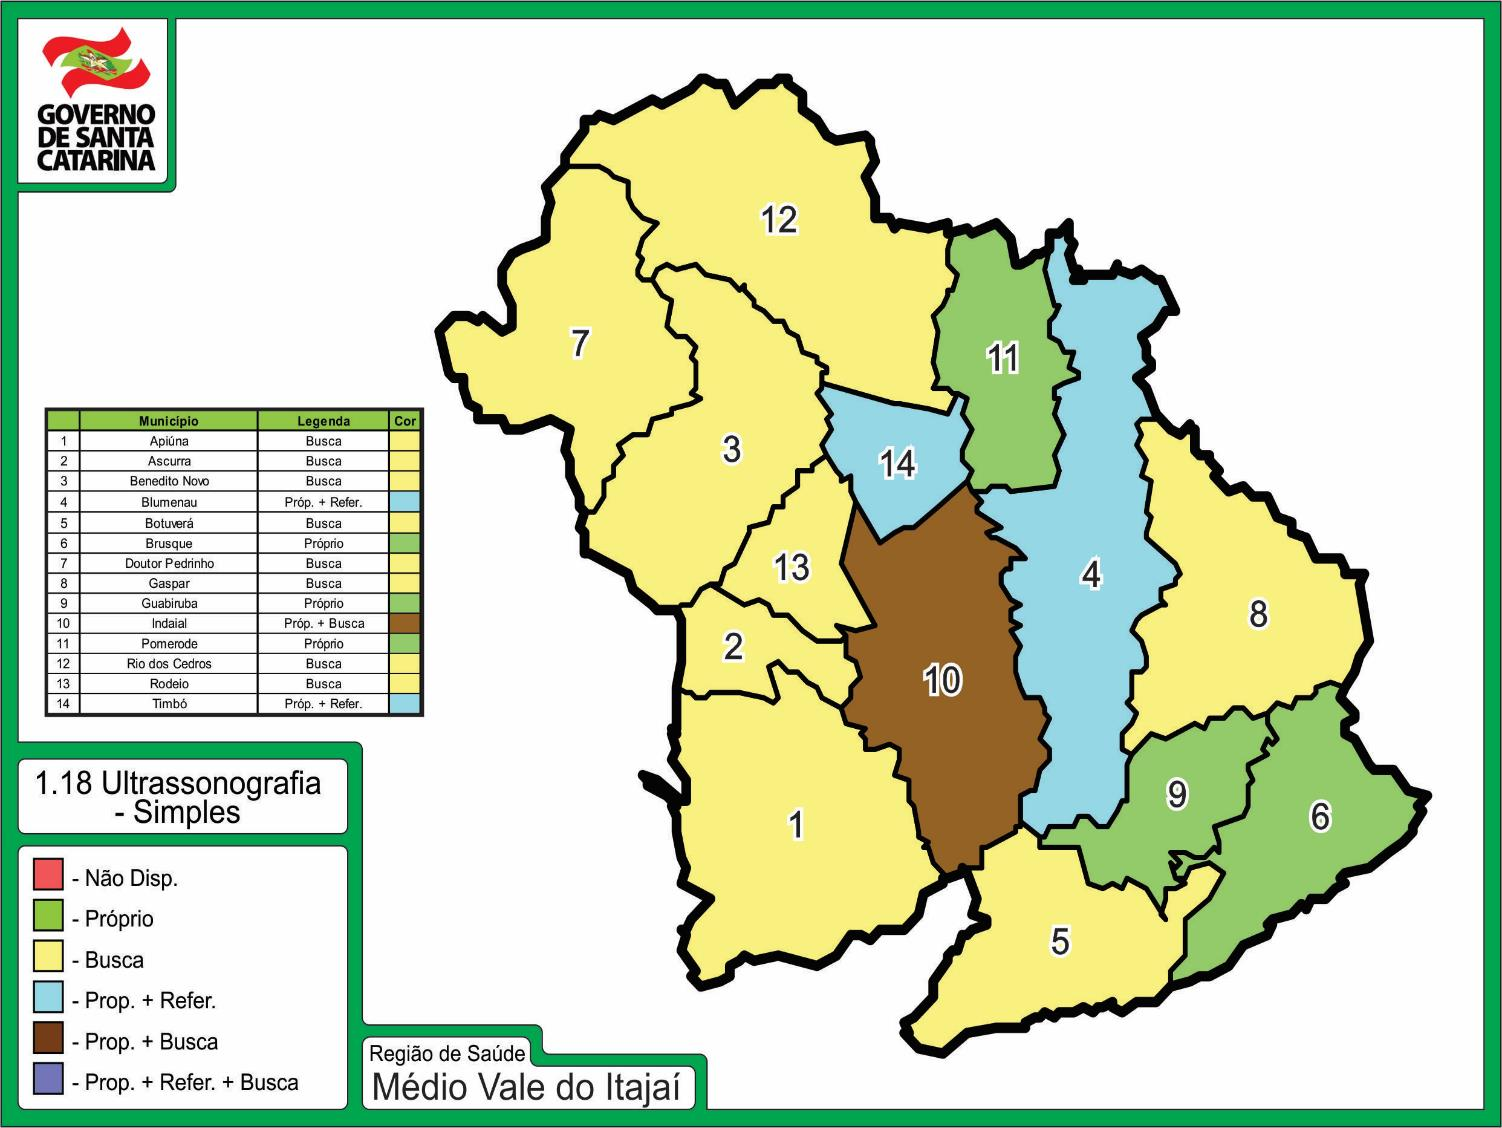 GOVERNO
DE SANTA
CATARINA
12
11
7
3
14
13
4
8
2
10
9
6
1
5
Município Legenda Cor
1 Apiúna Busca
2 Ascurra Busca
3 Benedito Novo Busca
4 Blumenau Próp. + Refer.
5 Botuverá Busca
6 Brusque Próprio
7 Doutor Pedrinho Busca
8 Gaspar Busca
9 Guabiruba Próprio
10 Indaial Próp. + Busca
11 Pomerode Próprio
12 Rio dos Cedros Busca
13 Rodeio Busca
14 Timbó Próp. + Refer.
1.18 Ultrassonografia
- Simples
- Não Disp.
- Próprio
- Busca
- Prop. + Refer.
- Prop. + Busca
- Prop. + Refer. + Busca
Região de Saúde
Médio Vale do Itajaí